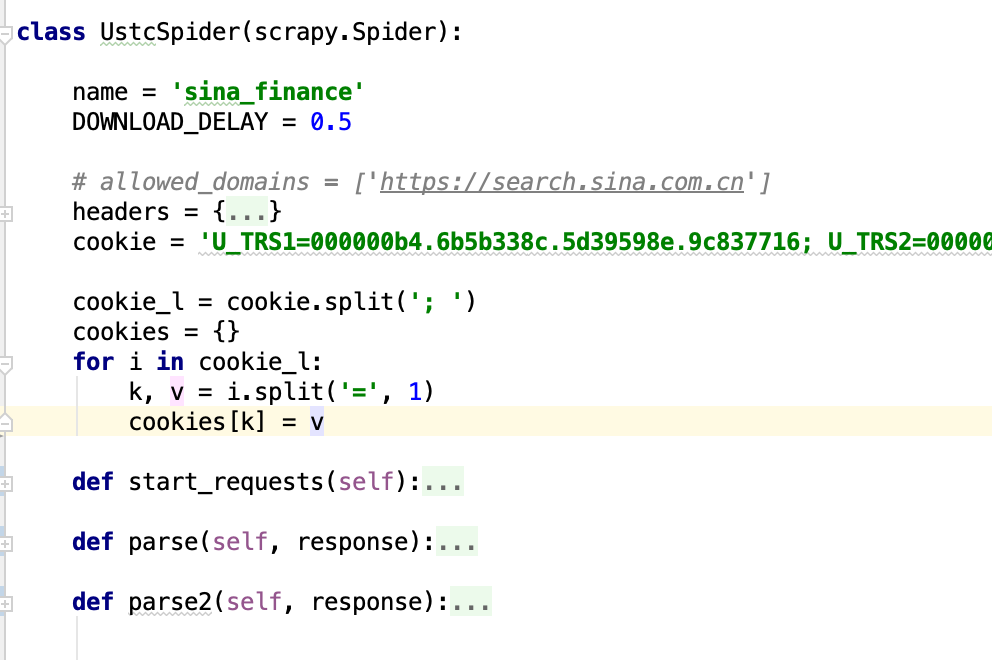 class UstcSpider(scrapy.Spider):
name = 'sina_finance'
DOWNLOAD_DELAY = 0.5
# allowed_domains = ['https://search.sina.com.cn']
headers = {...}
cookie = 'U_TRS1=000000b4.6b5b338c.5d39598e.9c837716; U_TRS2=00000
cookie_l = cookie.split('; ')
cookies = {}
for i in cookie_l:
k, v = i.split('=', 1)
cookies[k] = v
def start_requests(self):...
def parse(self, response):...
def parse2(self, response):...